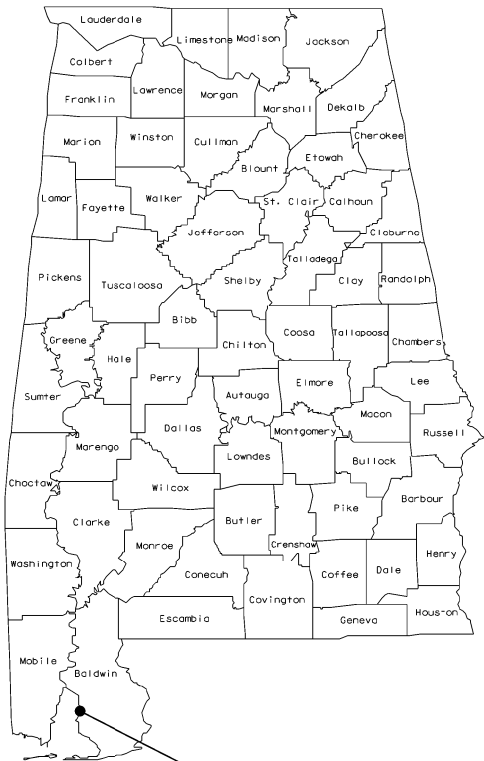 Lauderdale
Limestone
Madison
Jackson
Colbert
Lawrence
Franklin
Morgan
Marshall
Dekalb
Marion
Winston
Cullman
Cherokee
Etowah
Blount
Lamar
Fayette
Walker
St. Clair
Calhoun
Jefferson
Cleburne
Talladega
Pickens
Tuscaloosa
Shelby
Clay
Randolph
Bibb
Greene
Hale
Chilton
Coosa
Tallapoosa
Chambers
Perry
Elmore
Lee
Sumter
Autauga
Macon
Dallas
Montgomery
Russell
Marengo
Lowndes
Bullock
Choctaw
Wilcox
Barbour
Clarke
Butler
Pike
Monroe
Crenshaw
Henry
Washington
Conecuh
Coffee
Dale
Covington
Escambia
Geneva
Hous-on
Mobile
Baldwin